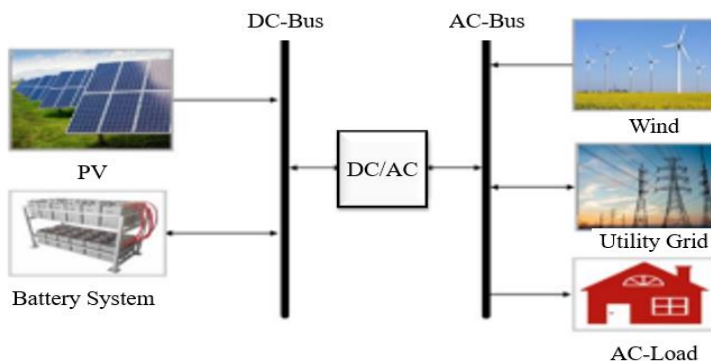 DC-Bus
AC-Bus
PV
DC/AC
Wind
Battery System
Utility Grid
AC-Load